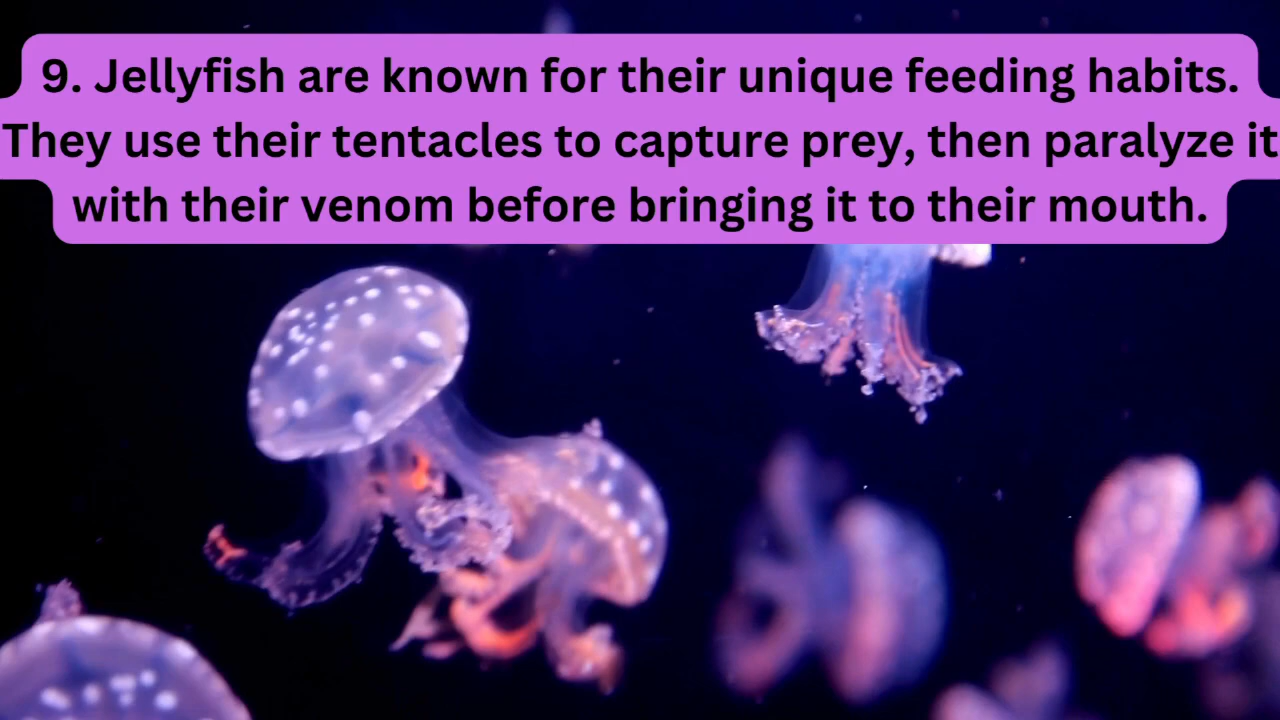 9. Jellyfish are known for their unique feeding habits.
They use their tentacles to capture prey, then paralyze it
with their venom before bringing it to their mouth.